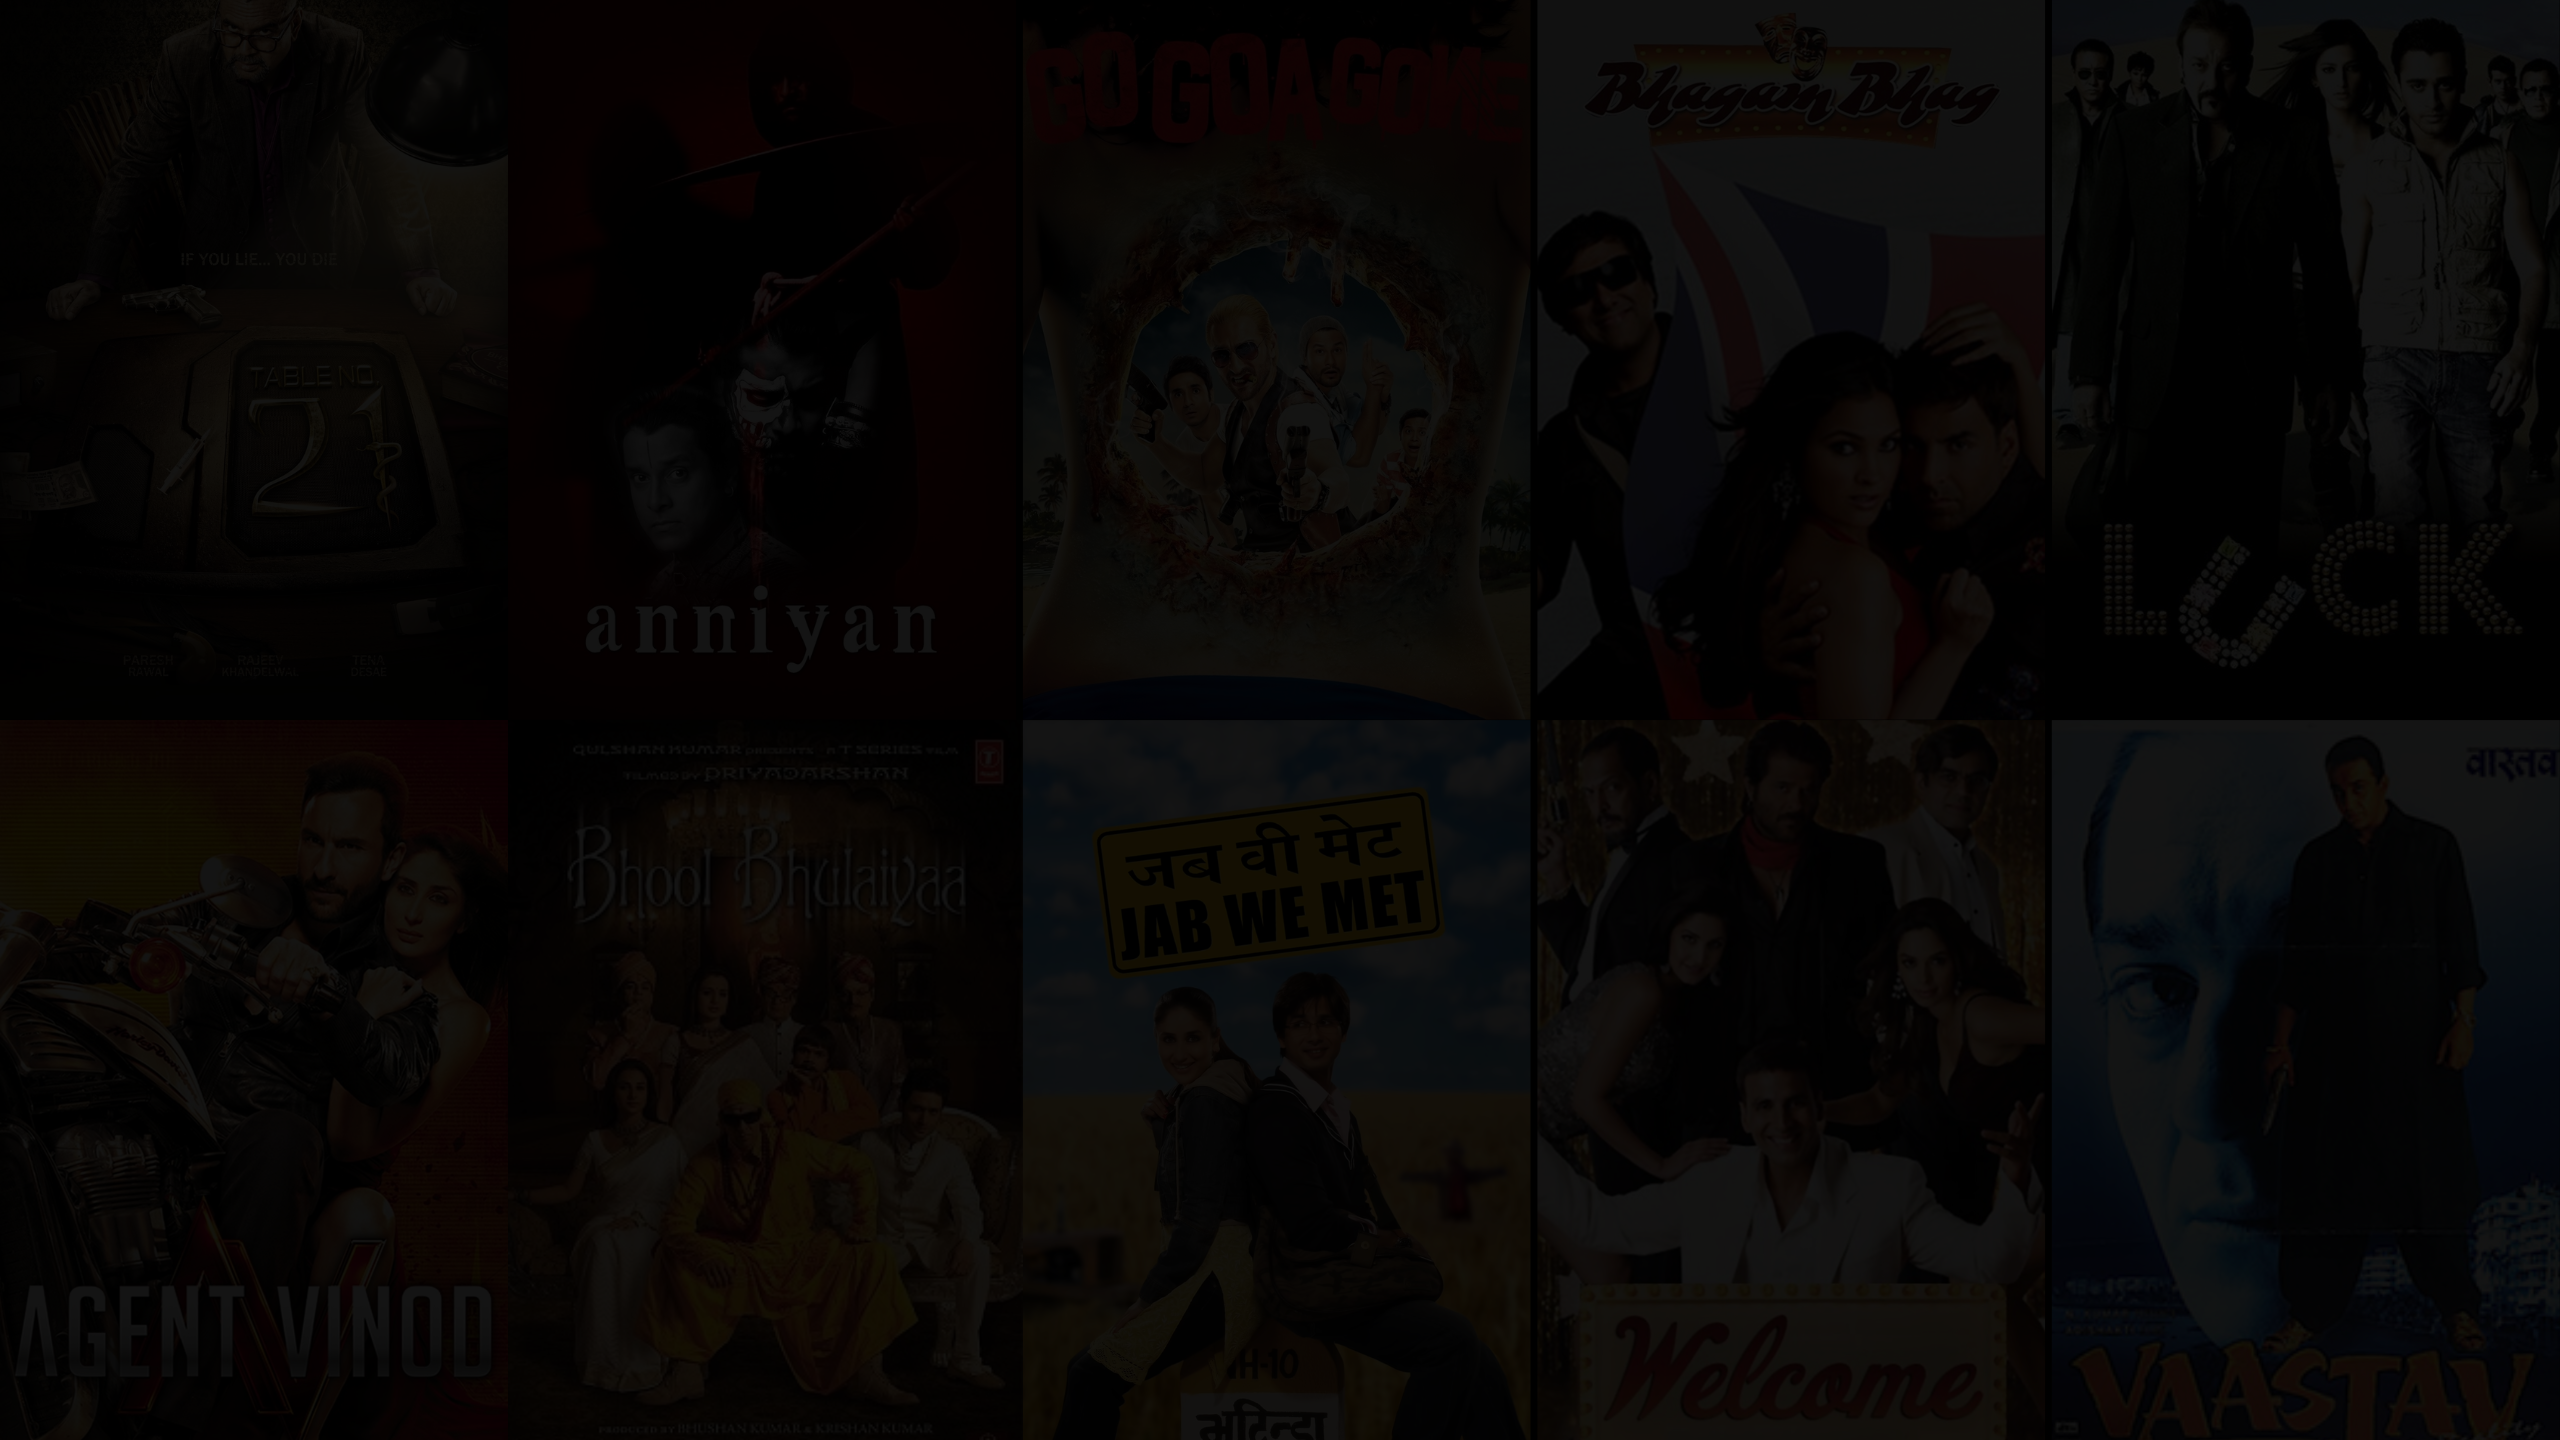 IF YOU LIE... YOU DIE
TABLE NO.
21
PARESH RAWAL
RAJEEV KHANDELWAL
TENA DESAE
anniyan
GO GOA GONE
Bhagam Bhag
LUCK
AGENT VINOD
GULSHAN KUMAR PRESENTS A T SERIES FILM
FILMED BY PRIYADARSHAN
Bhool Bhulaiyaa
PRODUCED BY BHUSHAN KUMAR & KRISHAN KUMAR
जब वी मेट
JAB WE MET
NH-10
भटिन्डा
Welcome
वास्तव
VAASTAV